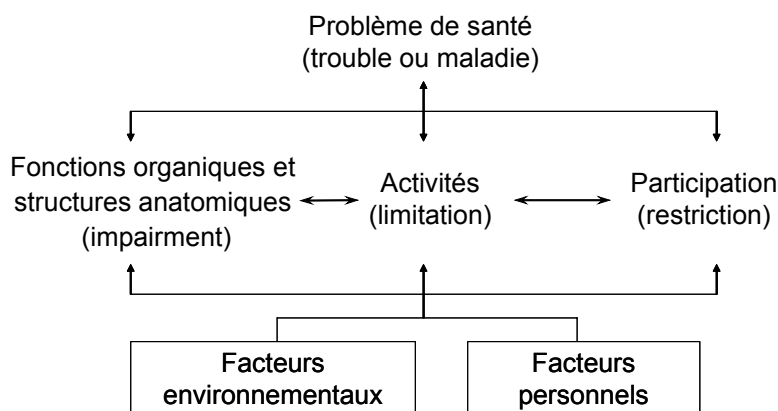 Problème de santé
(trouble ou maladie)
Fonctions organiques et
structures anatomiques
(impairment)
Activités
(limitation)
Participation
(restriction)
Facteurs
environnementaux
Facteurs
personnels